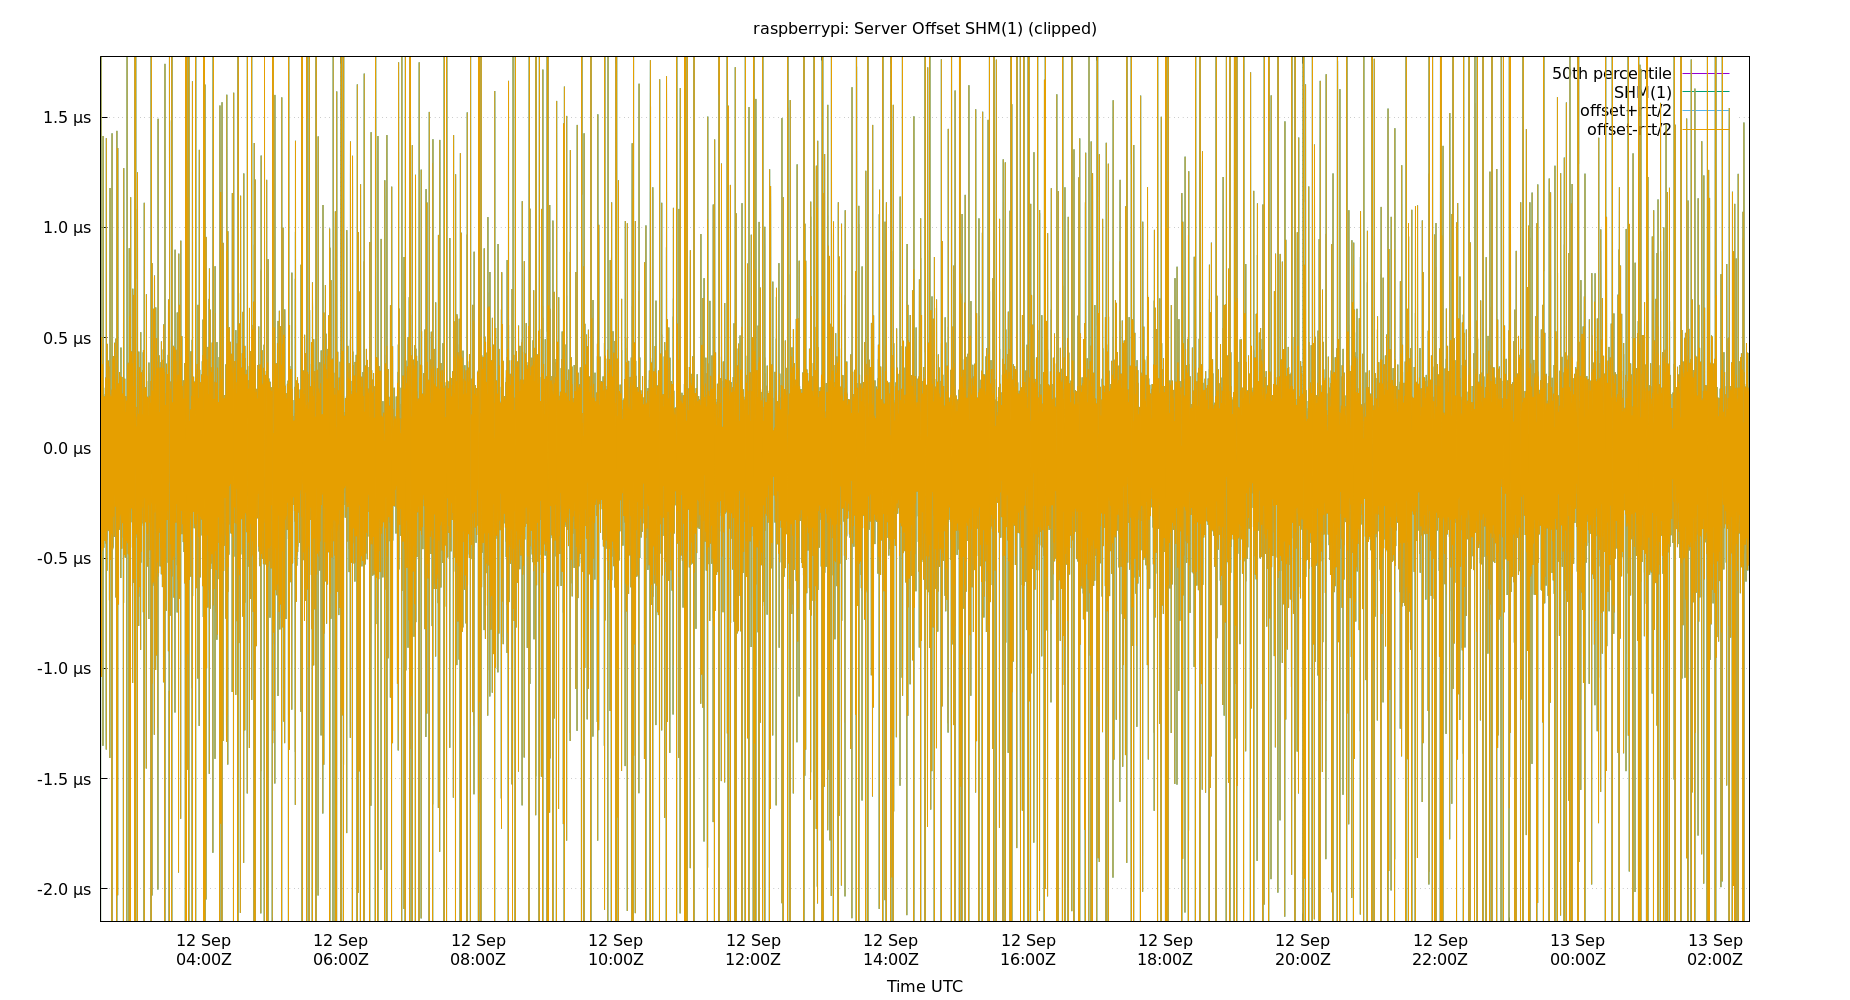 raspberrypi: Server Offset SHM(1) (clipped)
50th percentile
SHM(1)
offset+rtt/2
offset-rtt/2
1.5 µs
1.0 µs
0.5 µs
0.0 µs
-0.5 µs
-1.0 µs
-1.5 µs
-2.0 µs
12 Sep 12 Sep 12 Sep 12 Sep 12 Sep 12 Sep 12 Sep 12 Sep 12 Sep 12 Sep 13 Sep 13 Sep
04:00Z 06:00Z 08:00Z 10:00Z 12:00Z 14:00Z 16:00Z 18:00Z 20:00Z 22:00Z 00:00Z 02:00Z
Time UTC